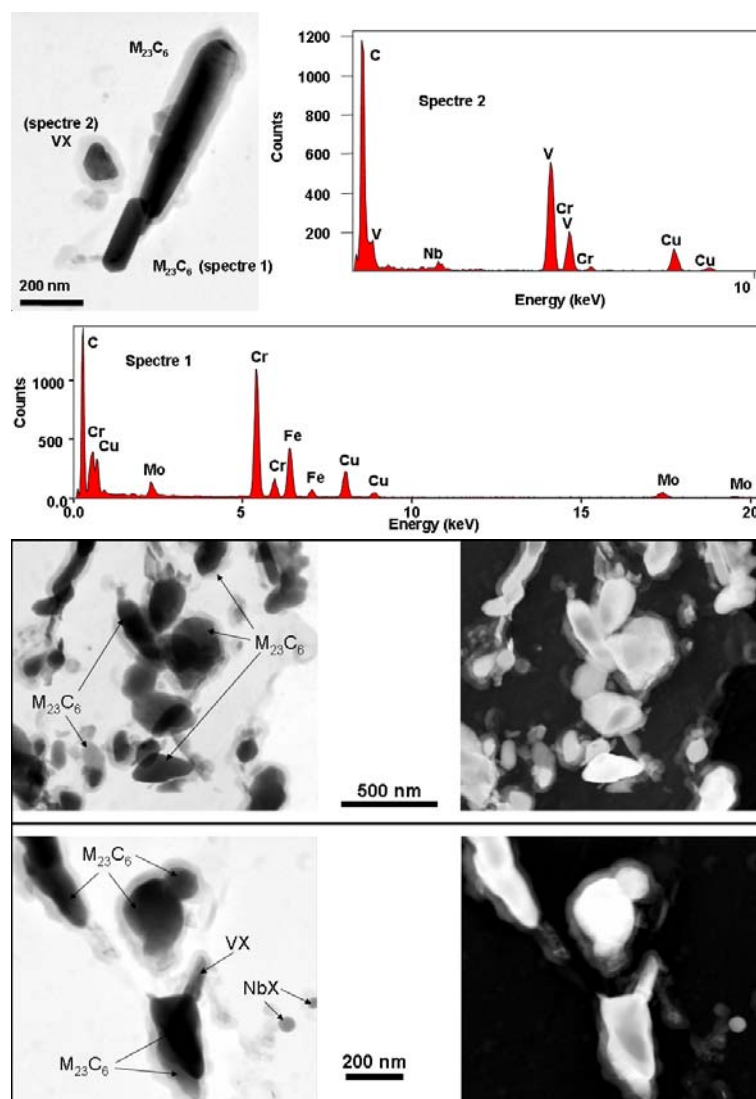 M23C6
(spectre 2)
VX
M23C6 (spectre 1)
200 nm
1200
1000
800
600
400
200
Counts
C
Spectre 2
V
V
Cr
V
Nb
Cr
Cu
Cu
10
Energy (keV)
Counts
1000
500
0.0
C
Spectre 1
Cr
Cr
Cu
Mo
Cr
Fe
Fe
Cu
Cu
Mo
Mo
0.0
5
10
15
20
Energy (keV)
M23C6
M23C6
500 nm
M23C6
VX
NbX
M23C6
200 nm